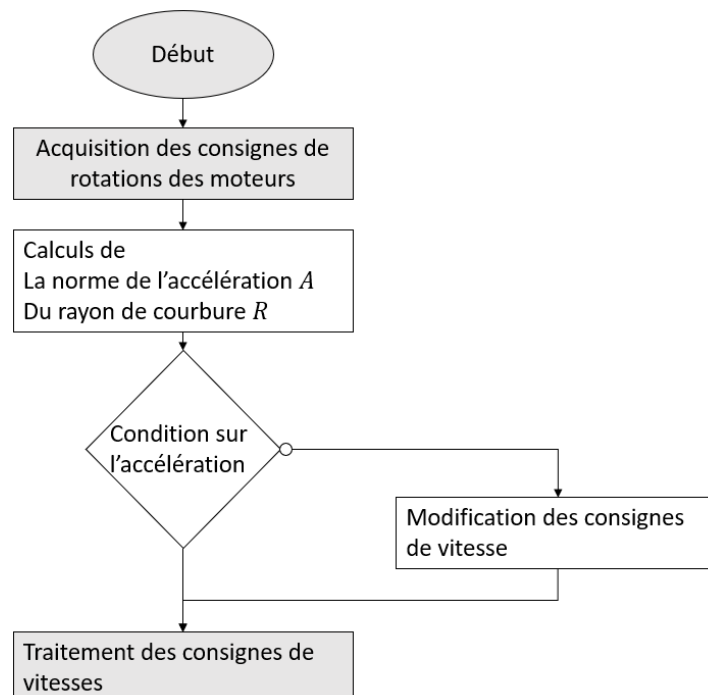 Début
Acquisition des consignes de
rotations des moteurs
Calculs de
La norme de l’accélération A
Du rayon de courbure R
Condition sur
l’accélération
Modification des consignes
de vitesse
Traitement des consignes de
vitesses